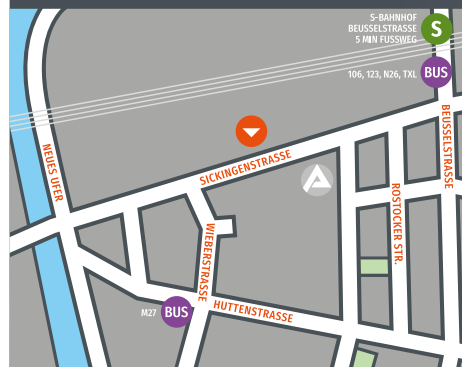 S-BAHNHOF
BEUSSELSTRASSE
5 MIN FUSSWEG
S
106, 123, N26, TXL
BUS
BEUSSELSTRASSE
NEUES UFER
SICKINGENSTRASSE
ROSTOCKER STR.
WIEBERSTRASSE
M27
BUS
HUTTENSTRASSE